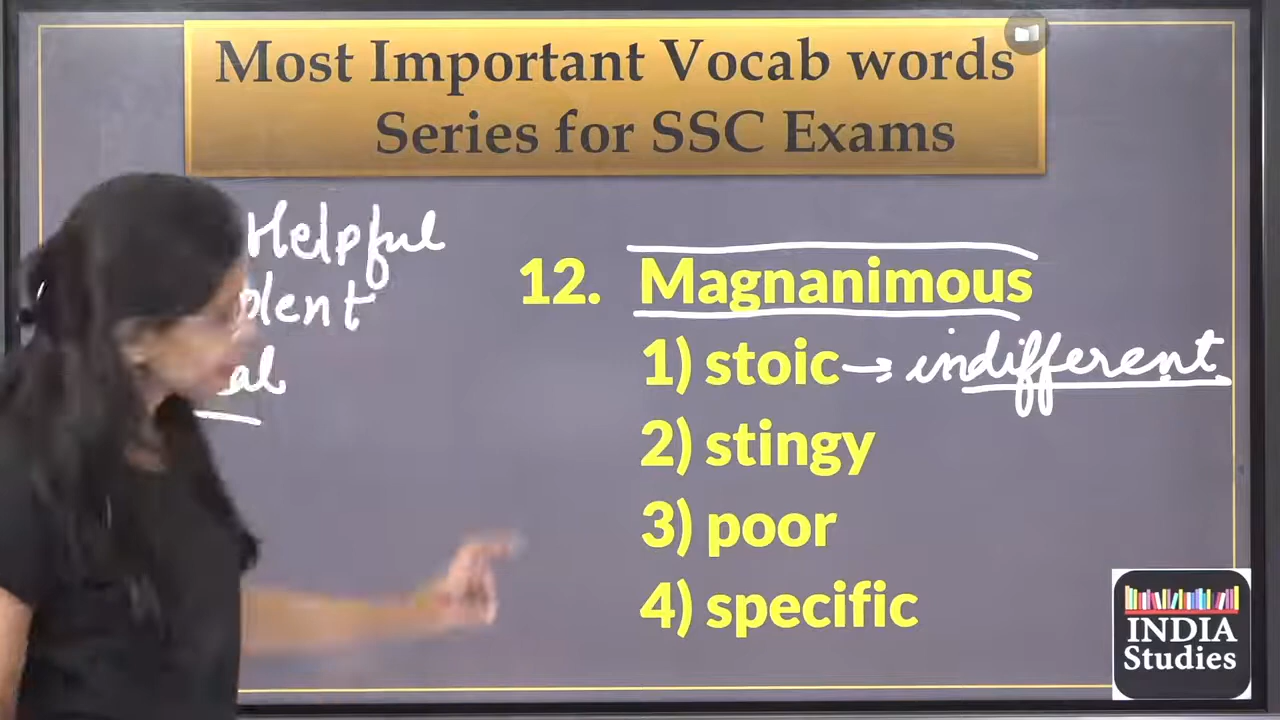 Most Important Vocab words
Series for SSC Exams
Helpful
12. Magnanimous
1) stoic → indifferent
2) stingy
3) poor
4) specific
INDIA
Studies